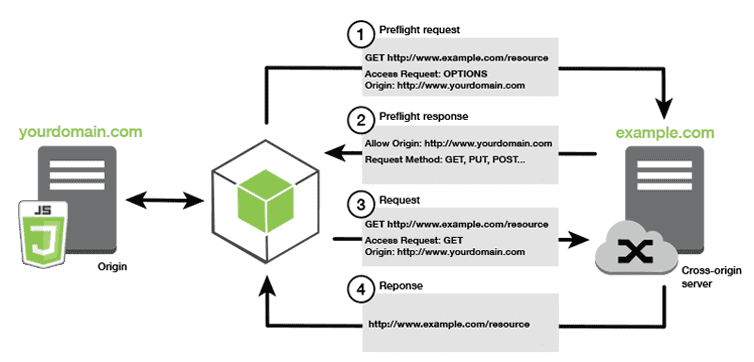 1 Preflight request
GET http://www.example.com/resource
Access Request: OPTIONS
Origin: http://www.yourdomain.com
2 Preflight response
Allow Origin: http://www.yourdomain.com
Request Method: GET, PUT, POST...
3 Request
GET http://www.example.com/resource
Access Request: GET
Origin: http://www.yourdomain.com
4 Reponse
http://www.example.com/resource
yourdomain.com
JS
Origin
example.com
Cross-origin
server